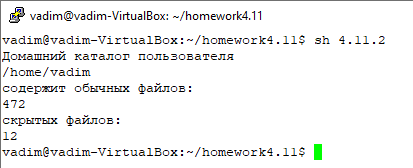 vadim@vadim-VirtualBox: ~/homework4.11
vadim@vadim-VirtualBox:~/homework4.11$ sh 4.11.2
Домашний каталог пользователя
/home/vadim
содержит обычных файлов:
472
скрытых файлов:
12
vadim@vadim-VirtualBox:~/homework4.11$